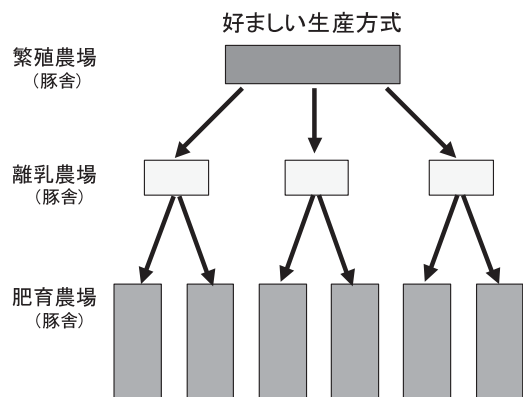 好ましい生産方式
繁殖農場
（豚舎）
離乳農場
（豚舎）
肥育農場
（豚舎）